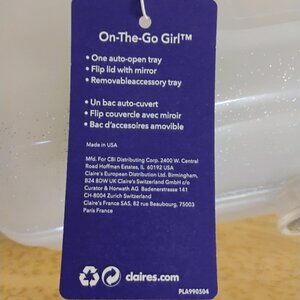 On-The-Go Girl™
• One auto-open tray
• Flip lid with mirror
• Removableaccessory tray
• Un bac auto-cuvert
• Flip couvercle avec miroir
• Bac d'accesoires amovible
Made in USA
Mfd. For CBI Distributing Corp. 2400 W. Central
Road Hoffman Estates, IL 60192 USA
Claire's European Distribution Ltd. Birmingham,
B24 8DW UK Claire's Switzerland GmbH c/o
Curator & Horwath AG Badenerstrasse 141
CH-8004 Zurich Switzerland
Claire's France SAS, 82 rue Beaubourg, 75003
Paris France
claires.com
PLA990504